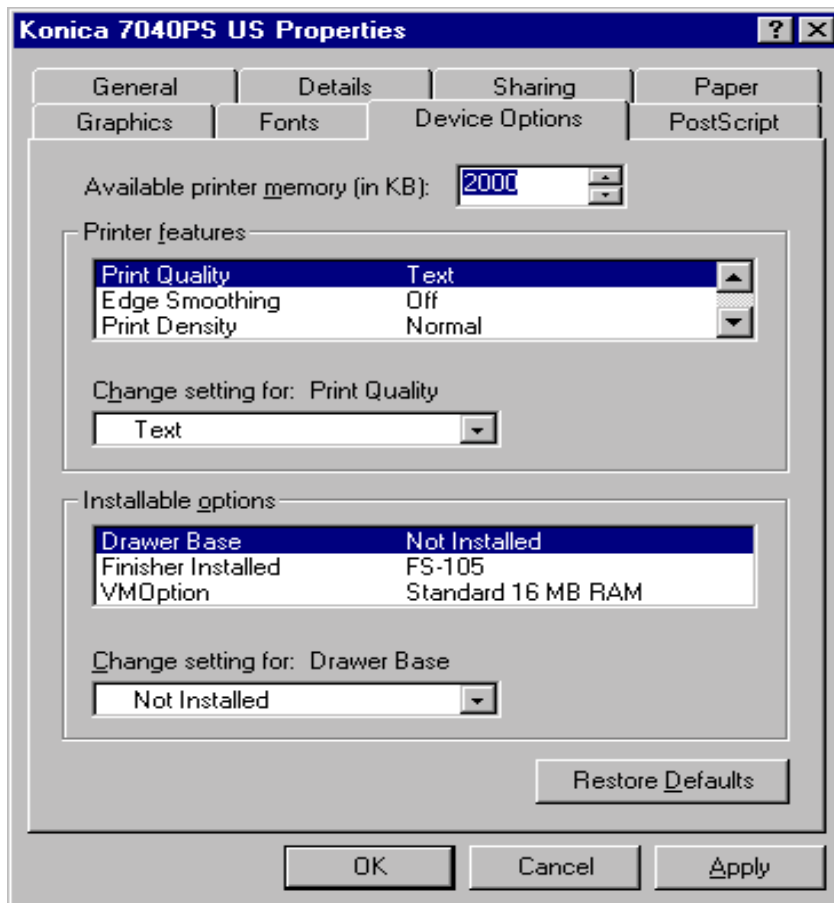 Konica 7040PS US Properties
General Details Sharing Paper
Graphics Fonts Device Options PostScript
Available printer memory (in KB): 2000
Printer features
Print Quality Text
Edge Smoothing Off
Print Density Normal
Change setting for: Print Quality
Text
Installable options
Drawer Base Not Installed
Finisher Installed FS-105
VMOption Standard 16 MB RAM
Change setting for: Drawer Base
Not Installed
Restore Defaults
OK Cancel Apply